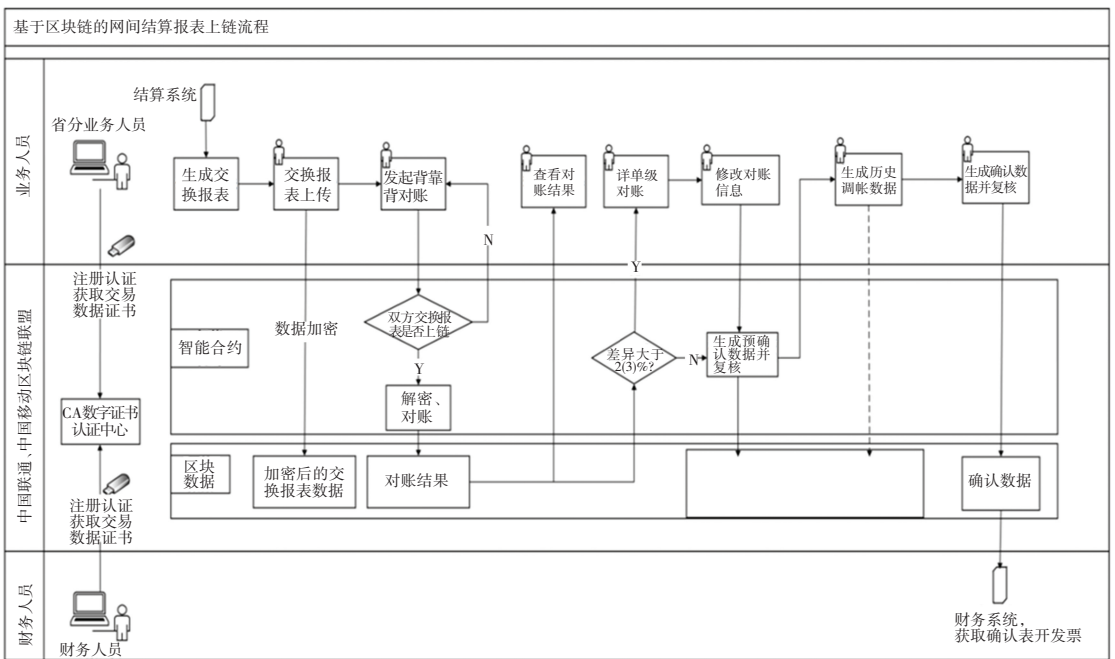 基于区块链的网间结算报表上链流程
业务人员
省分业务人员
结算系统
生成交
换报表
交换报
表上传
发起背靠
背对账
查看对
账结果
详单级
对账
修改对账
信息
生成历史
调帐数据
生成确认数
据并复核
N
Y
中国联通、中国移动区块链联盟
注册认证
获取交易
数据证书
智能合约
数据加密
双方交换报
表是否上链
Y
解密、
对账
差异大于
2(3)%?
N
生成预确
认数据并
复核
CA数字证书
认证中心
区块
数据
加密后的交
换报表数据
对账结果
确认数据
注册认证
获取交易
数据证书
财务人员
财务人员
财务系统，
获取确认表开发票